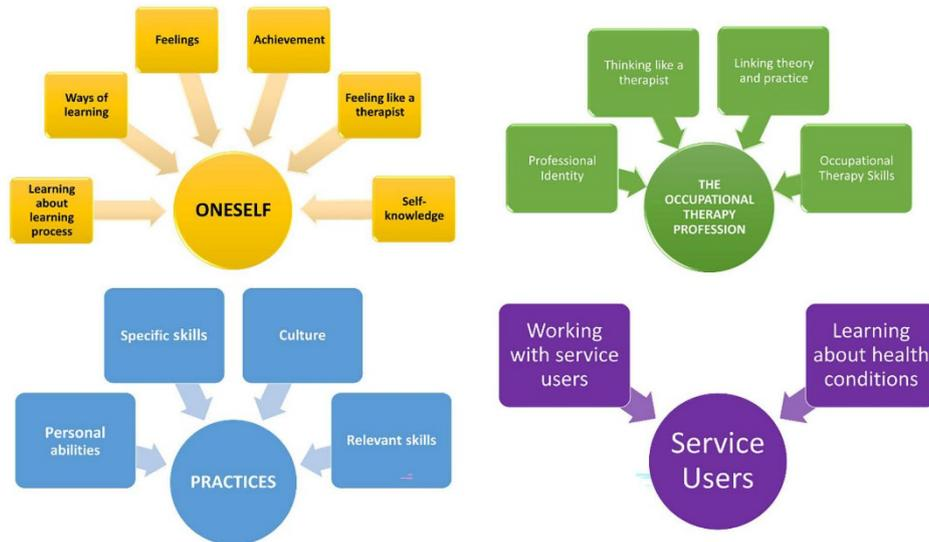 Feelings
Achievement
Ways of
learning
Feeling like a
therapist
Learning
about
learning
process
ONESELF
Self-
knowledge
Thinking like a
therapist
Linking theory
and practice
Professional
Identity
Occupational
Therapy Skills
THE
OCCUPATIONAL
THERAPY
PROFESSION
Specific skills
Culture
Personal
abilities
Relevant skills
PRACTICES
Working
with service
users
Learning
about health
conditions
Service
Users